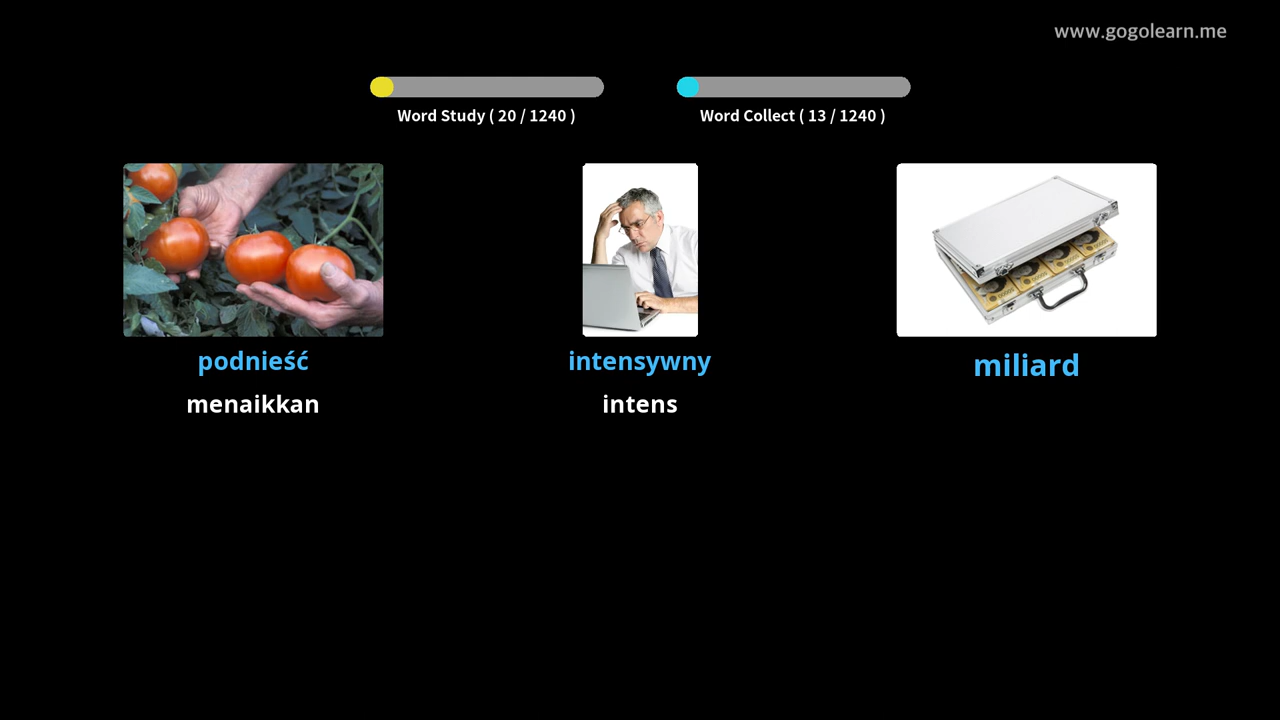 www.gogolearn.me
Word Study ( 20 / 1240 )
Word Collect ( 13 / 1240 )
podnieść
intensywny
miliard
menaikkan
intens